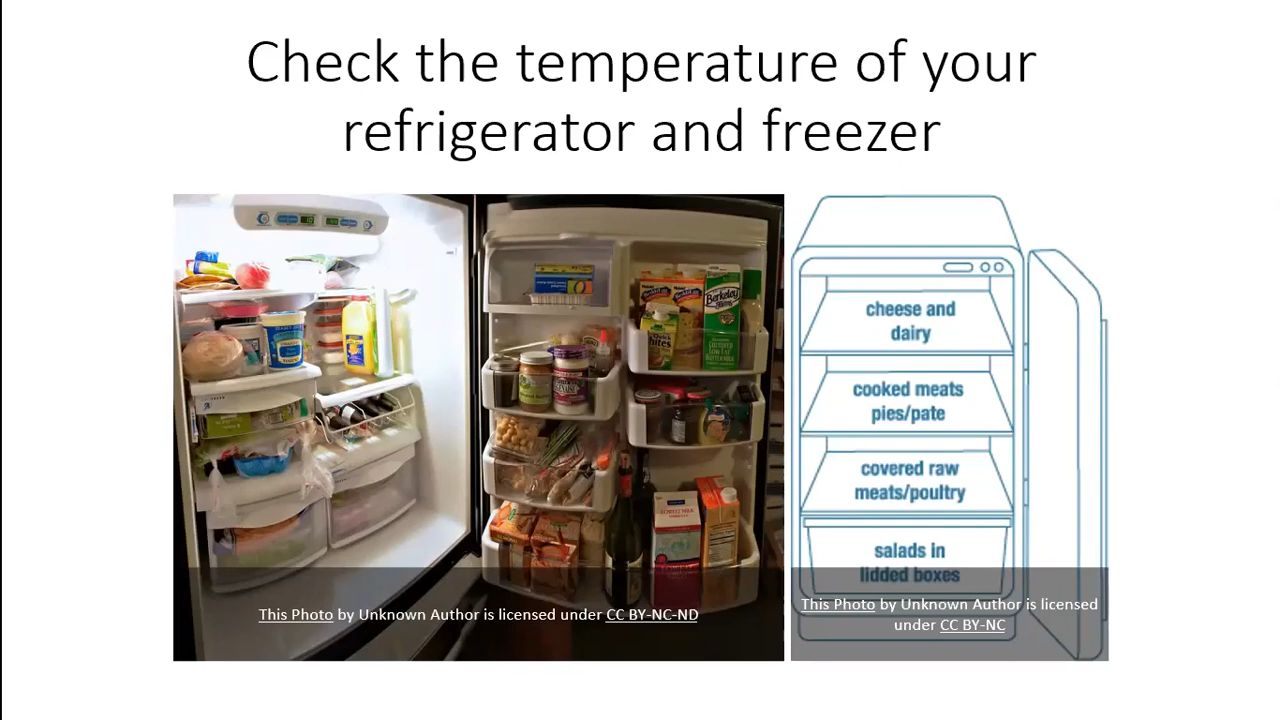 Check the temperature of your
refrigerator and freezer
Berkeley
cheese and
dairy
cooked meats
pies/pate
covered raw
meats/poultry
salads in
lidded boxes
This Photo by Unknown Author is licensed under CC BY-NC-ND
This Photo by Unknown Author is licensed
under CC BY-NC